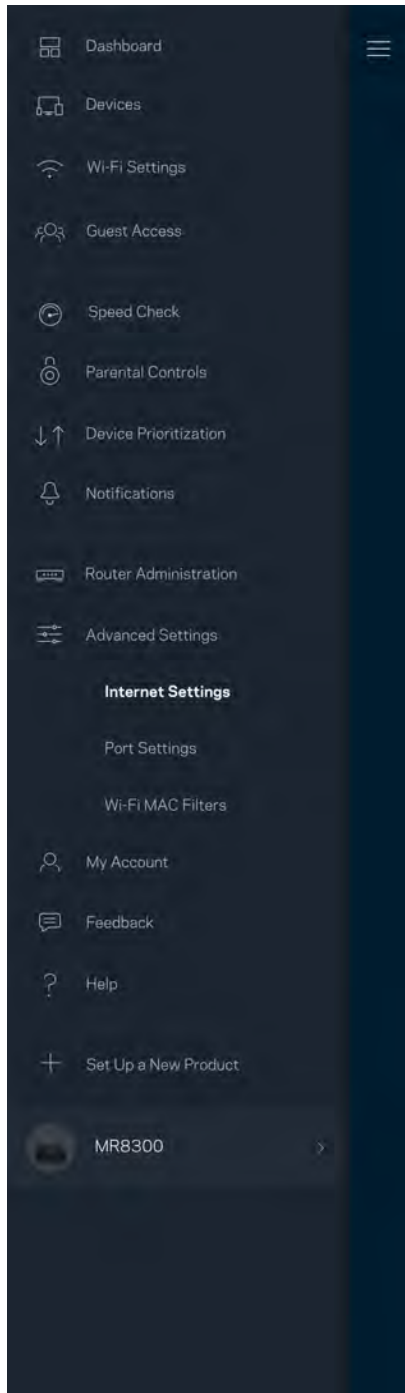 Dashboard
Devices
Wi-Fi Settings
Guest Access
Speed Check
Parental Controls
Device Prioritization
Notifications
Router Administration
Advanced Settings
Internet Settings
Port Settings
Wi-Fi MAC Filters
My Account
Feedback
Help
Set Up a New Product
MR8300